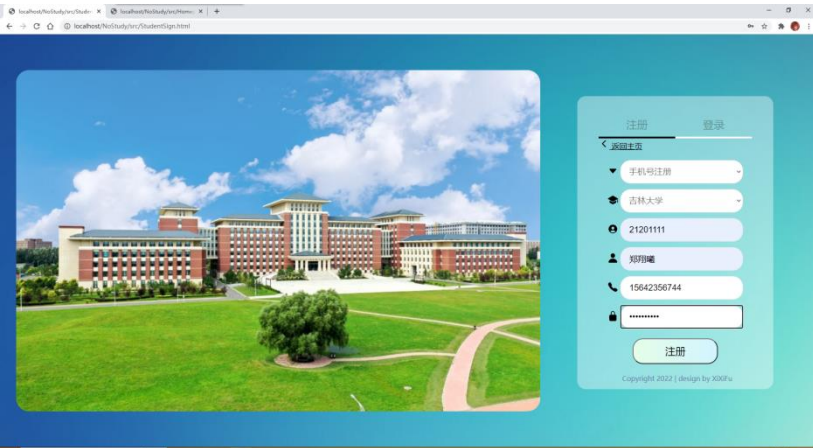 localhost/NoStudy/src/Studen
localhost/NoStudy/src/Homew
localhost/NoStudy/src/StudentSign.html
注册 登录
返回主页
手机号注册
吉林大学
21201111
郑翔曦
15642356744
注册
Copyright 2022 | design by